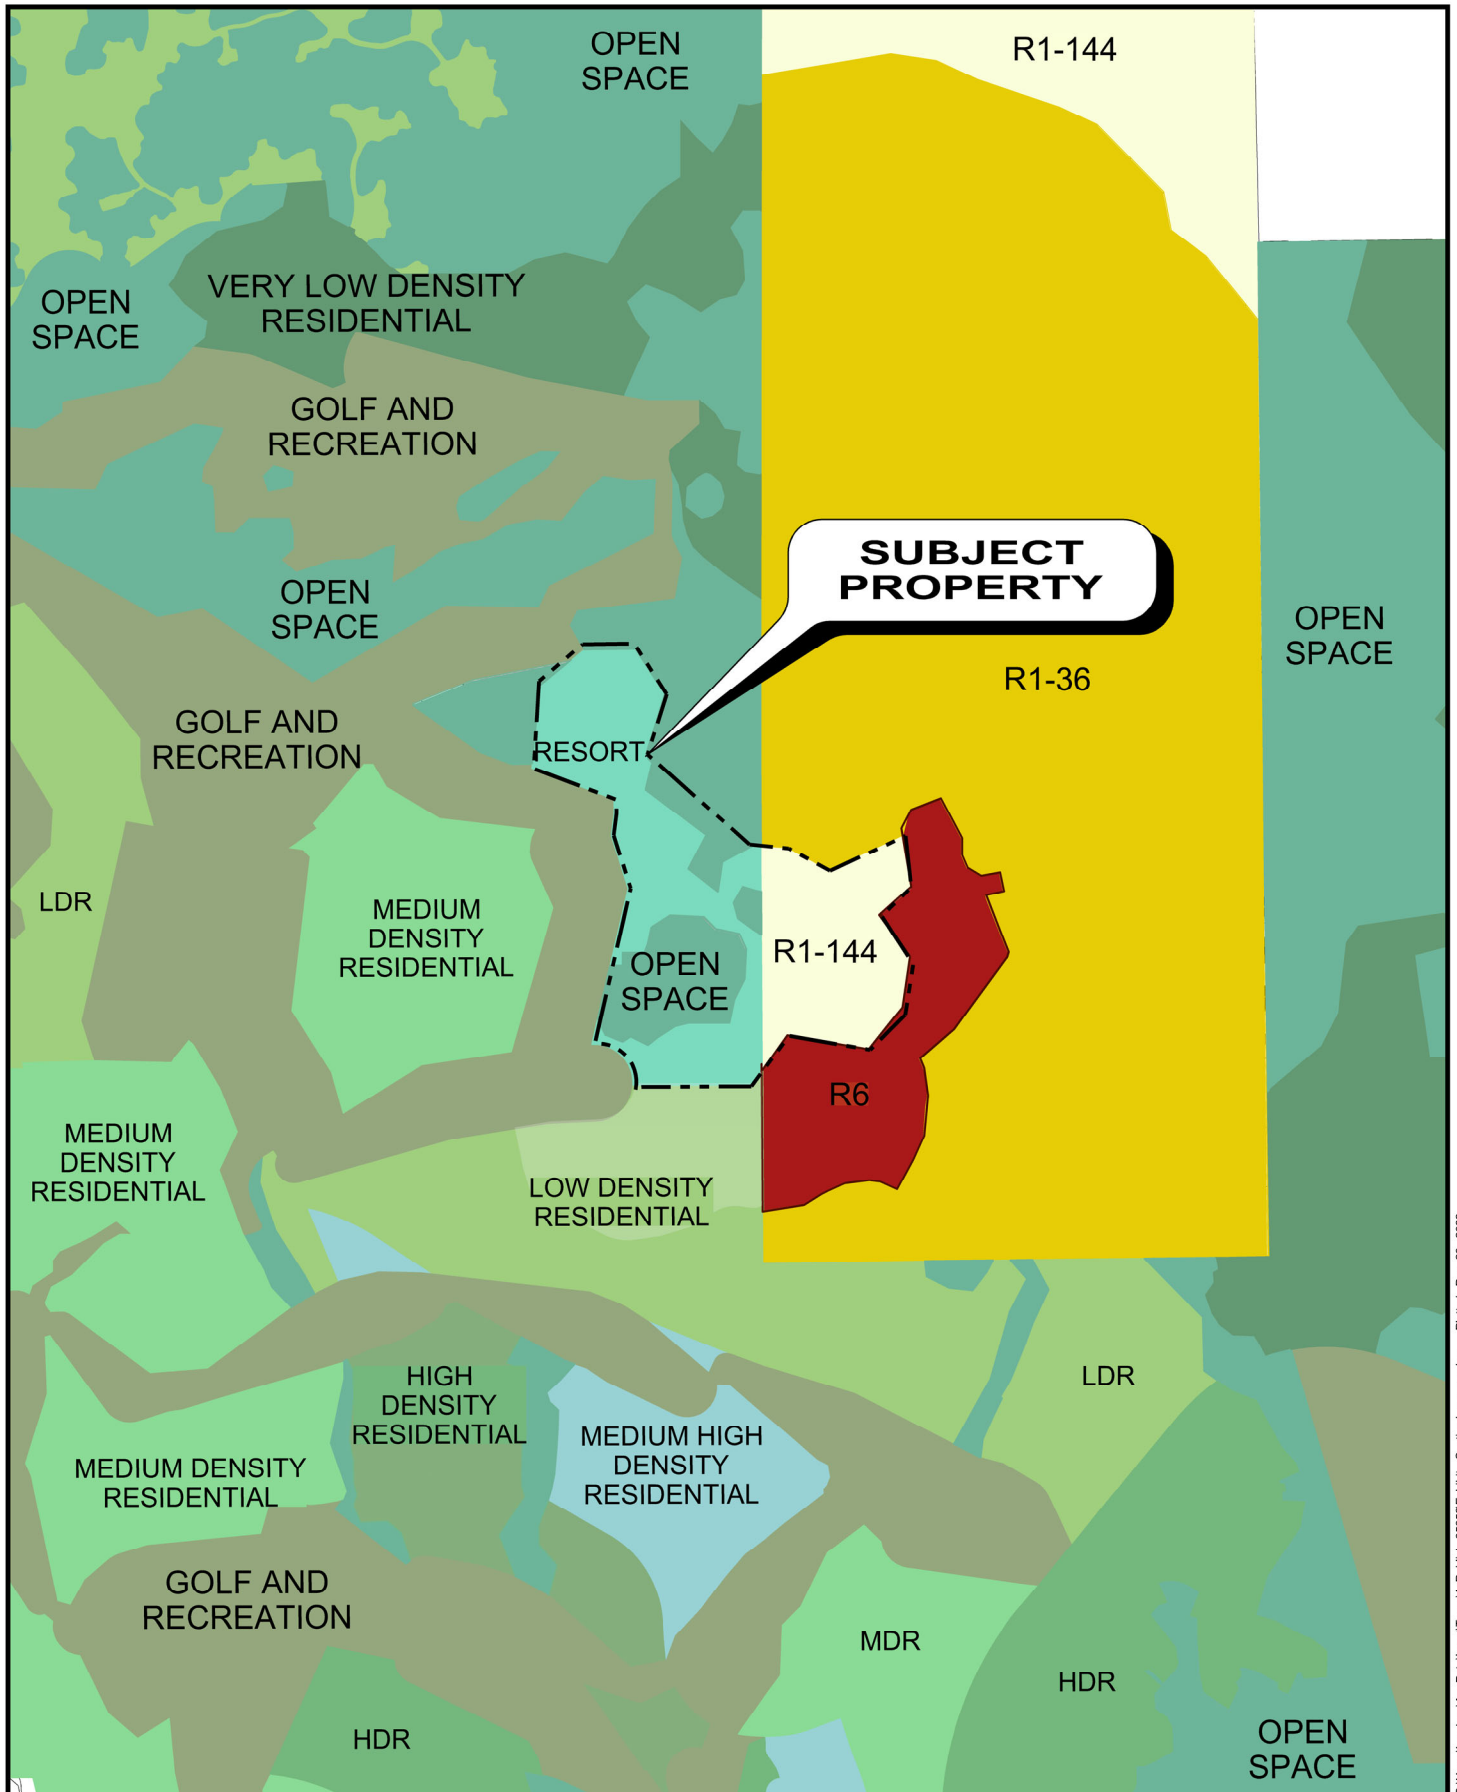 OPEN
SPACE
R1-144
VERY LOW DENSITY
RESIDENTIAL
OPEN
SPACE
GOLF AND
RECREATION
SUBJECT
PROPERTY
OPEN
SPACE
OPEN
SPACE
R1-36
GOLF AND
RECREATION
RESORT
LDR
MEDIUM
DENSITY
RESIDENTIAL
R1-144
OPEN
SPACE
R6
MEDIUM
DENSITY
RESIDENTIAL
LOW DENSITY
RESIDENTIAL
HIGH
DENSITY
RESIDENTIAL
LDR
MEDIUM HIGH
DENSITY
RESIDENTIAL
MEDIUM DENSITY
RESIDENTIAL
GOLF AND
RECREATION
MDR
HDR
HDR
OPEN
SPACE